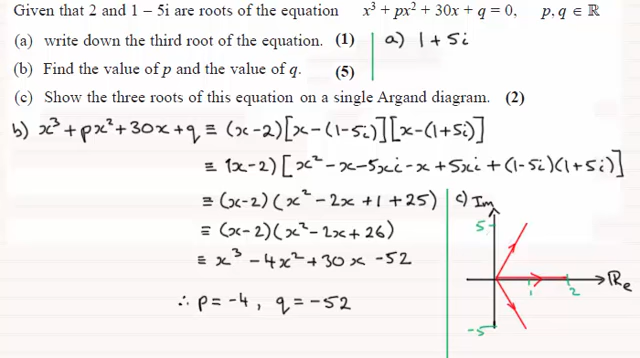 Given that 2 and 1 – 5i are roots of the equation x³ + px² + 30x + q = 0, p, q ∈ ℝ
(a) write down the third root of the equation. (1)
a) 1 + 5i
(b) Find the value of p and the value of q. (5)
(c) Show the three roots of this equation on a single Argand diagram. (2)
b) x³ + px² + 30x + q ≡ (x-2)[x-(1-5i)][x-(1+5i)]
≡ (x-2)[x² - x - 5xi - x + 5xi + (1-5i)(1+5i)]
≡ (x-2)(x² - 2x + 1 + 25)
≡ (x-2)(x² - 2x + 26)
≡ x³ - 4x² + 30x - 52
∴ p = -4, q = -52
c) Im
5
1
2
Re
-5